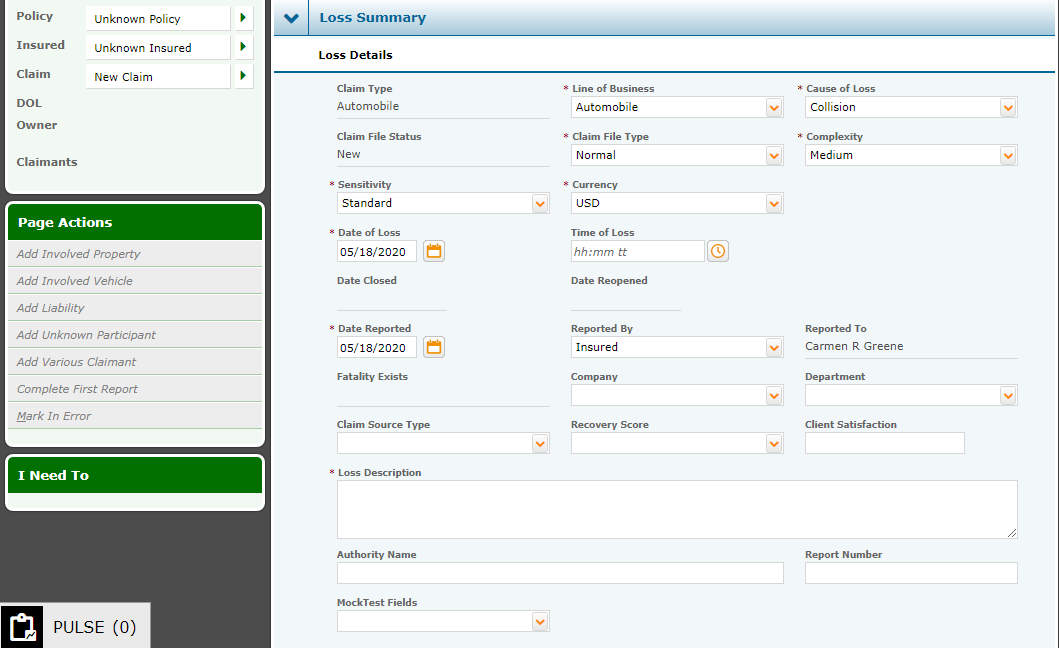 Policy Unknown Policy
Insured Unknown Insured
Claim New Claim
DOL
Owner
Claimants
Page Actions
Add Involved Property
Add Involved Vehicle
Add Liability
Add Unknown Participant
Add Various Claimant
Complete First Report
Mark In Error
I Need To
PULSE (0)
Loss Summary
Loss Details
Claim Type * Line of Business * Cause of Loss
Automobile Automobile Collision
Claim File Status * Claim File Type * Complexity
New Normal Medium
* Sensitivity * Currency
Standard USD
* Date of Loss Time of Loss
05/18/2020 hh:mm tt
Date Closed Date Reopened
* Date Reported Reported By Reported To
05/18/2020 Insured Carmen R Greene
Fatality Exists Company Department
Claim Source Type Recovery Score Client Satisfaction
* Loss Description
Authority Name Report Number
MockTest Fields